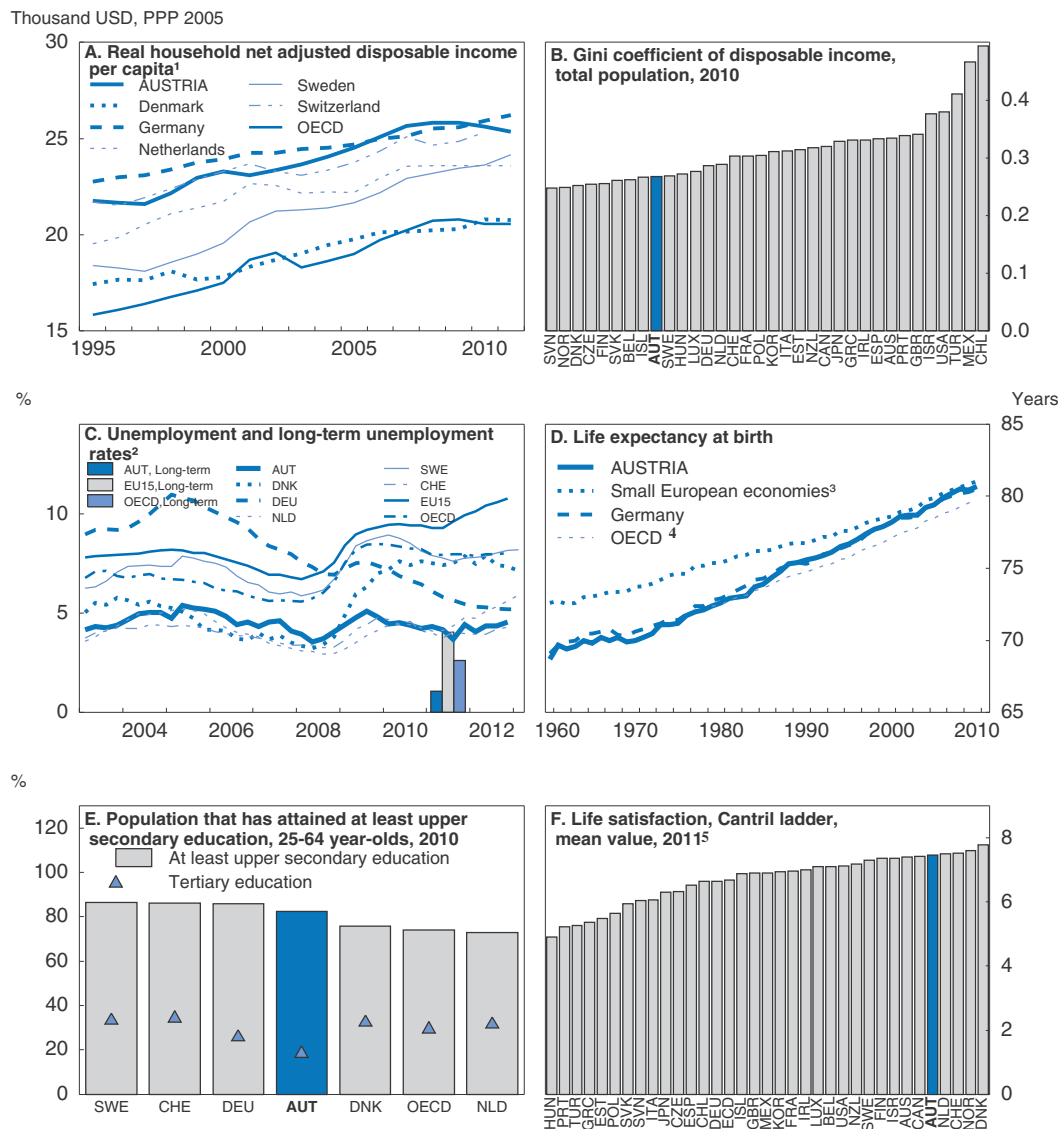 Thousand USD, PPP 2005
A. Real household net adjusted disposable income
per capita¹
AUSTRIA
Denmark
Germany
Netherlands
Sweden
Switzerland
OECD
30
25
20
15
1995
2000
2005
2010
B. Gini coefficient of disposable income,
total population, 2010
0.4
0.3
0.2
0.1
0.0
SVN NOR DNK CZE FIN SVK BEL ISL AUT SWE HUN LUX DEU NLD CHE FRA POL KOR ITA EST NZL CAN JPN GRC IRL ESP AUS PRT GBR ISR USA TUR MEX CHL
%
C. Unemployment and long-term unemployment
rates²
AUT, Long-term
EU15,Long-term
OECD,Long-term
AUT
DNK
DEU
NLD
SWE
CHE
EU15
OECD
10
5
0
2004
2006
2008
2010
2012
Years
D. Life expectancy at birth
AUSTRIA
Small European economies³
Germany
OECD ⁴
85
80
75
70
65
1960
1970
1980
1990
2000
2010
%
E. Population that has attained at least upper
secondary education, 25-64 year-olds, 2010
At least upper secondary education
Tertiary education
120
100
80
60
40
20
0
SWE CHE DEU AUT DNK OECD NLD
F. Life satisfaction, Cantril ladder,
mean value, 2011⁵
8
6
4
2
0
HUN PRT TUR GRC EST POL SVK SVN ITA JPN CZE ESP CHL DEU ECD ISL GBR MEX KOR FRA IRL LUX BEL USA NZL SWE FIN ISR AUS CAN AUT NLD CHE NOR DNK